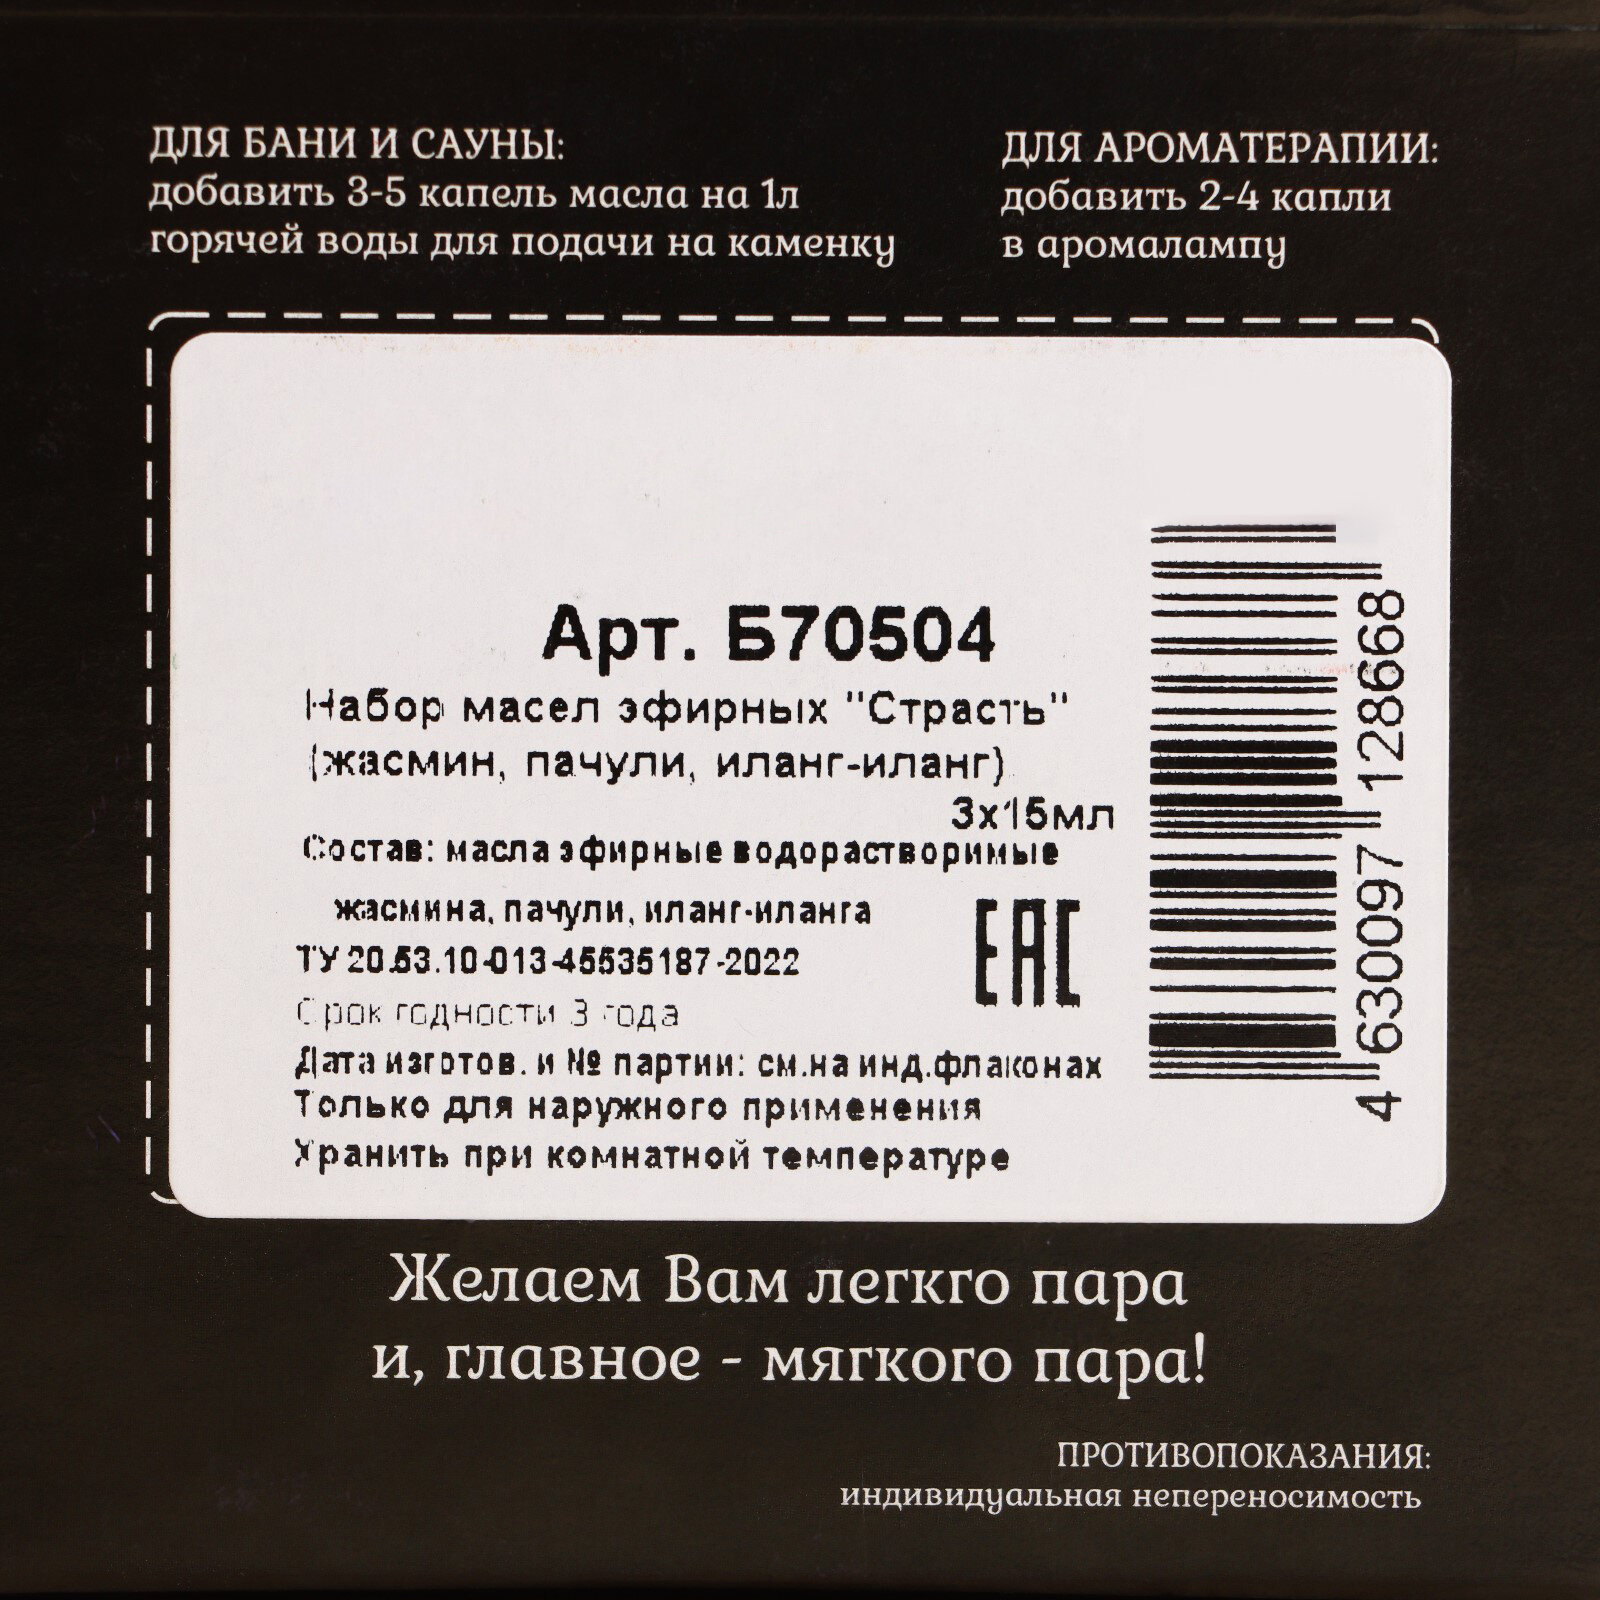 ДЛЯ БАНИ И САУНЫ:
добавить 3-5 капель масла на 1л
горячей воды для подачи на каменку
ДЛЯ АРОМАТЕРАПИИ:
добавить 2-4 капли
в аромалампу
Арт. Б70504
Набор масел эфирных "Страсть"
(жасмин, пачули, иланг-иланг)
3х15мл
Состав: масла эфирные водорастворимые
жасмина, пачули, иланг-иланга
ТУ 20.53.10-013-45535187-2022
Срок годности 3 года
Дата изготов. и № партии: см.на инд.флаконах
Только для наружного применения
Хранить при комнатной температуре
EAC
4 630097 128668
Желаем Вам легкго пара
и, главное - мягкого пара!
ПРОТИВОПОКАЗАНИЯ:
индивидуальная непереносимость